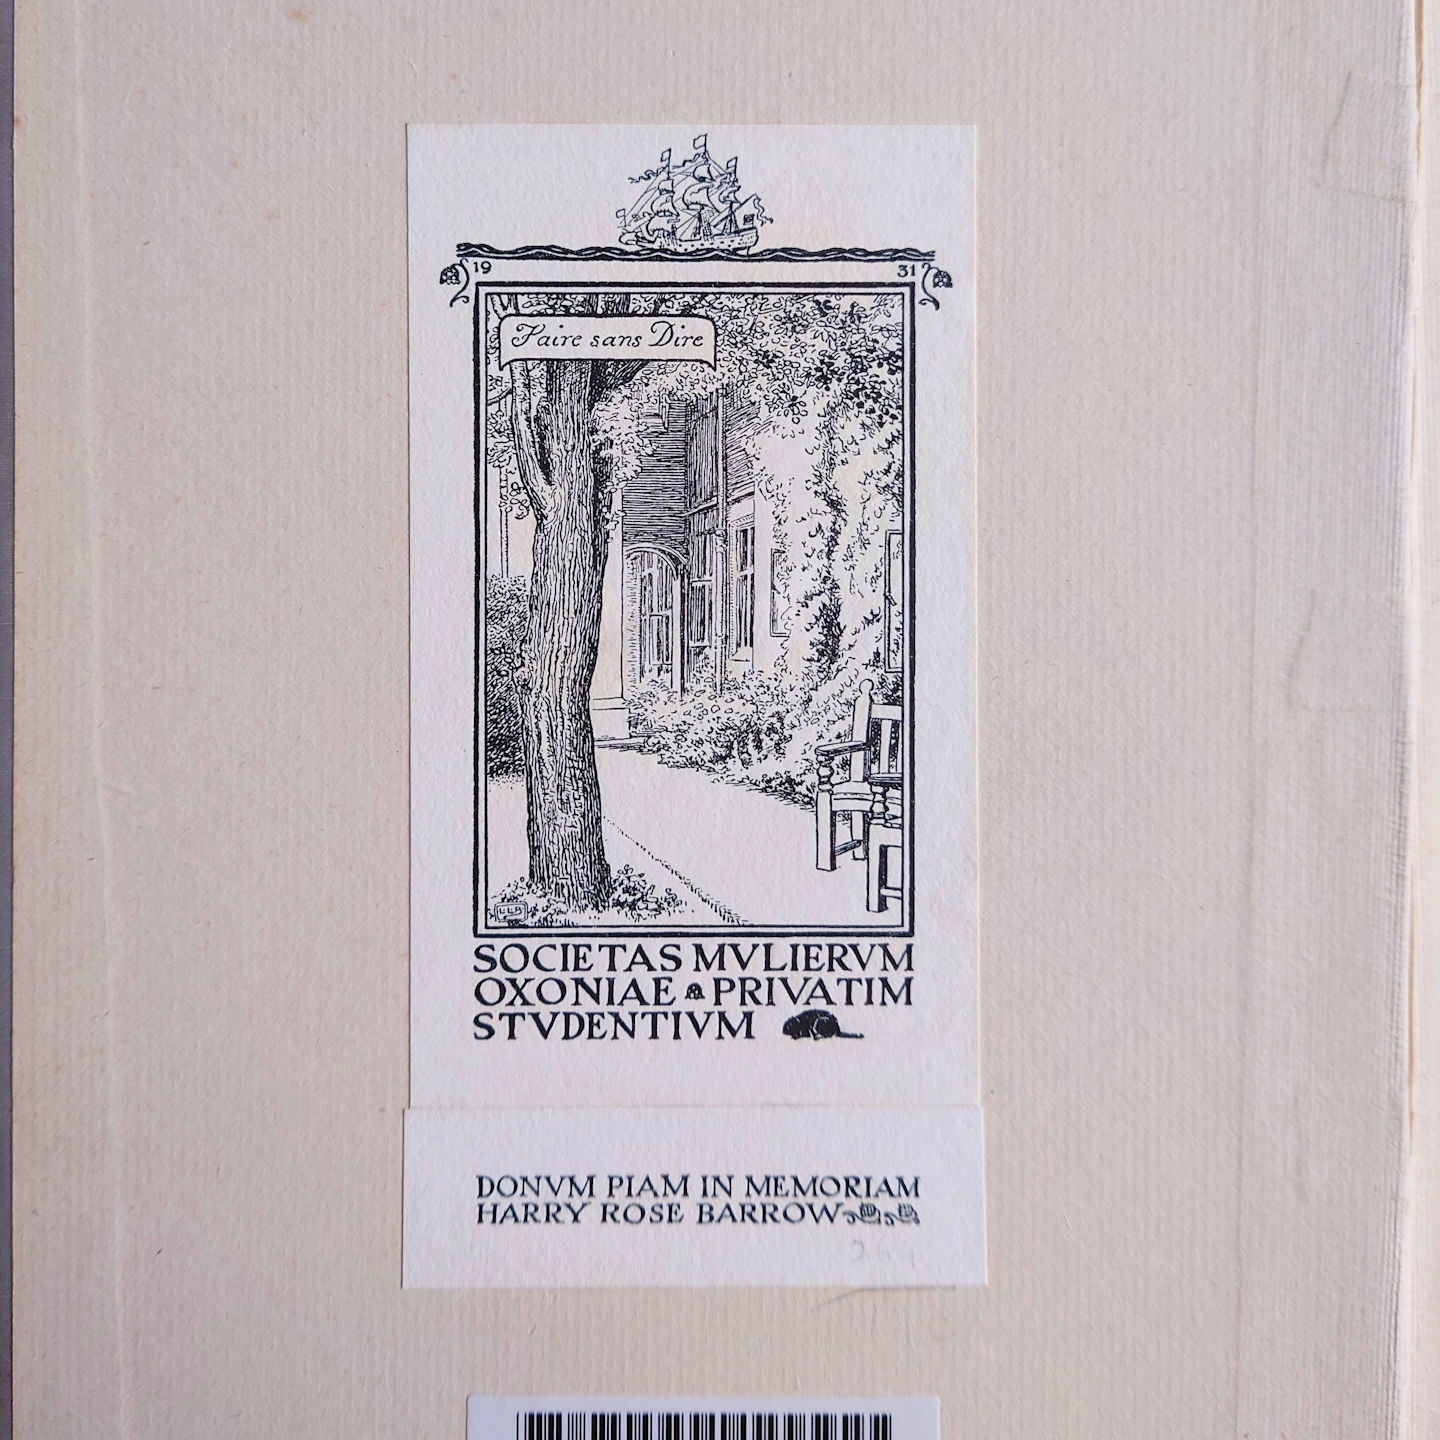 19 31
Faire sans Dire
SOCIETAS MVLIERVM
OXONIAE PRIVATIM
STVDENTIVM
DONVM PIAM IN MEMORIAM
HARRY ROSE BARROW